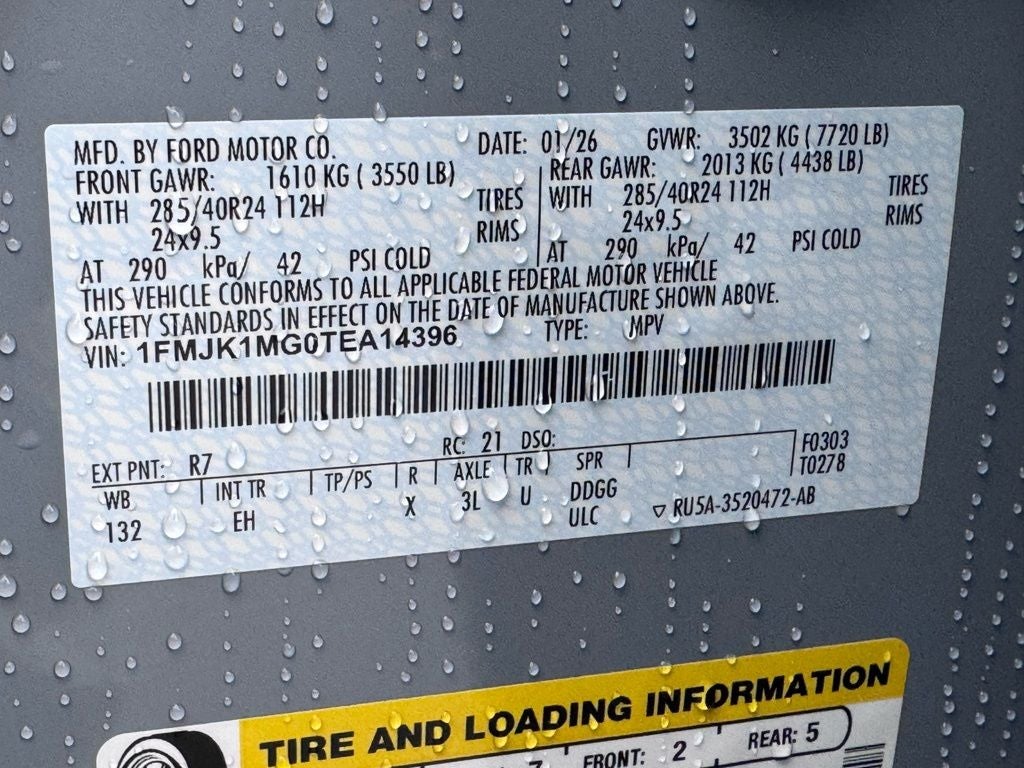 MFD. BY FORD MOTOR CO. DATE: 01/26 GVWR: 3502 KG ( 7720 LB)
FRONT GAWR: 1610 KG ( 3550 LB) REAR GAWR: 2013 KG ( 4438 LB)
WITH 285/40R24 112H TIRES WITH 285/40R24 112H TIRES
24x9.5 RIMS 24x9.5 RIMS
AT 290 kPa/ 42 PSI COLD AT 290 kPa/ 42 PSI COLD
THIS VEHICLE CONFORMS TO ALL APPLICABLE FEDERAL MOTOR VEHICLE
SAFETY STANDARDS IN EFFECT ON THE DATE OF MANUFACTURE SHOWN ABOVE.
VIN: 1FMJK1MG0TEA14396 TYPE: MPV
EXT PNT: R7 RC: 21 DSO: F0303
WB INT TR TP/PS R AXLE TR SPR T0278
132 EH X 3L U DDGG
ULC ▽ RU5A-3520472-AB
TIRE AND LOADING INFORMATION
7 FRONT: 2 REAR: 5